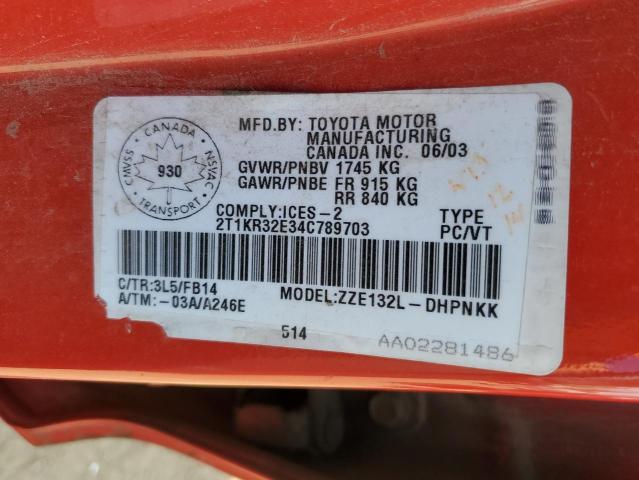 CANADA
CMVSS
NSVAC
930
TRANSPORT
MFD.BY: TOYOTA MOTOR
MANUFACTURING
CANADA INC. 06/03
GVWR/PNBV 1745 KG
GAWR/PNBE FR 915 KG
RR 840 KG
COMPLY:ICES-2 TYPE
2T1KR32E34C789703 PC/VT
C/TR:3L5/FB14
A/TM:-03A/A246E MODEL:ZZE132L-DHPNKK
514
AA02281486